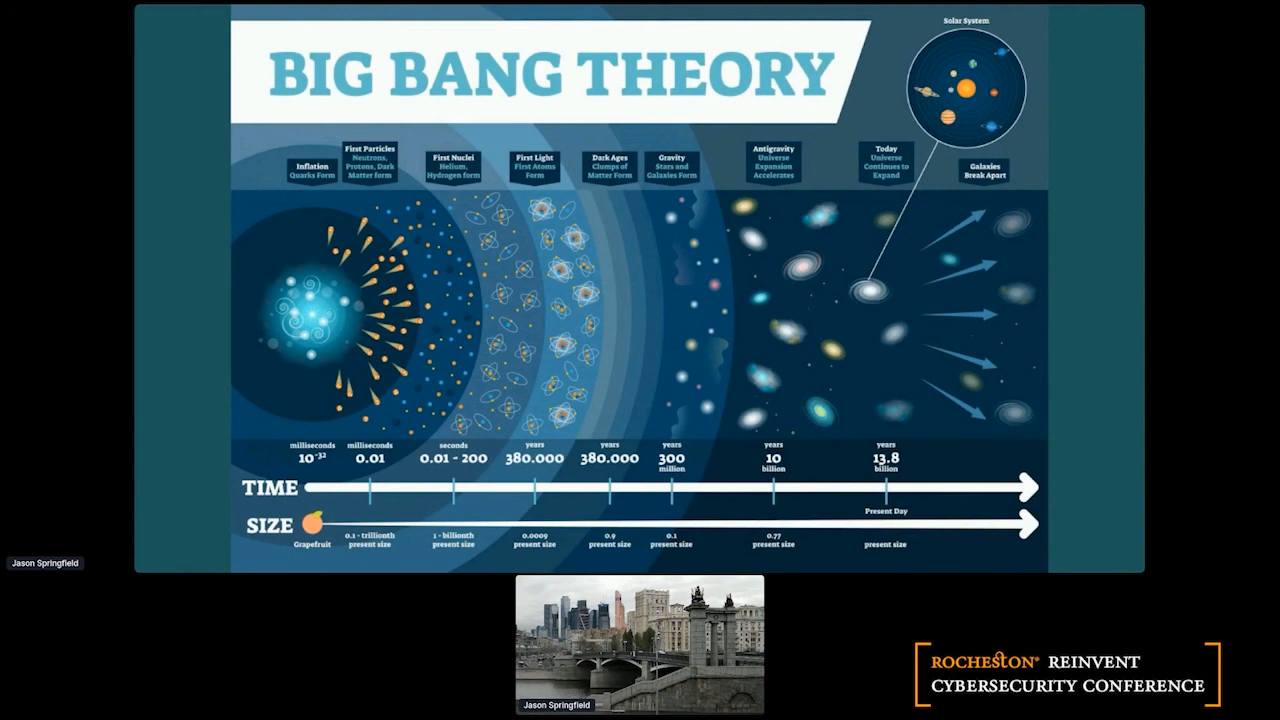 Solar System
BIG BANG THEORY
Inflation
Quarks Form
First Particles
Neutrons,
Protons, Dark
Matter form
First Nuclei
Helium,
Hydrogen form
First Light
First Atoms
Form
Dark Ages
Clumps of
Matter Form
Gravity
Stars and
Galaxies Form
Antigravity
Universe
Expansion
Accelerates
Today
Universe
Continues to
Expand
Galaxies
Break Apart
milliseconds
10⁻³²
milliseconds
0.01
seconds
0.01 - 200
years
380.000
years
380.000
years
300
million
years
10
billion
years
13.8
billion
TIME
Present Day
SIZE
Grapefruit
0.1 - trillionth
present size
1 - billionth
present size
0.0009
present size
0.9
present size
0.1
present size
0.77
present size
present size
Jason Springfield
Jason Springfield
ROCHESTON® REINVENT
CYBERSECURITY CONFERENCE